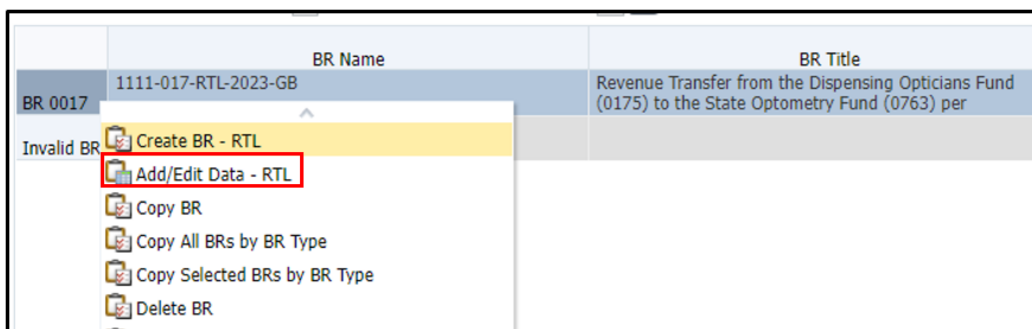 BR Name
BR Title
BR 0017
1111-017-RTL-2023-GB
Revenue Transfer from the Dispensing Opticians Fund
(0175) to the State Optometry Fund (0763) per
Invalid BR
Create BR - RTL
Add/Edit Data - RTL
Copy BR
Copy All BRs by BR Type
Copy Selected BRs by BR Type
Delete BR